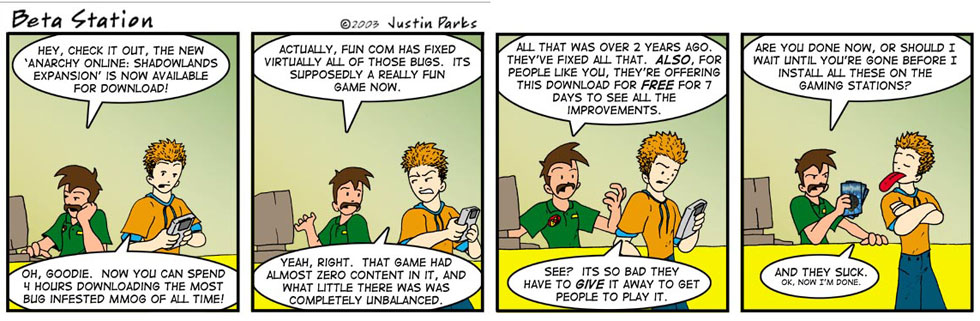 Beta Station
©2003 Justin Parks
HEY, CHECK IT OUT, THE NEW
'ANARCHY ONLINE: SHADOWLANDS
EXPANSION' IS NOW AVAILABLE
FOR DOWNLOAD!
OH, GOODIE. NOW YOU CAN SPEND
4 HOURS DOWNLOADING THE MOST
BUG INFESTED MMOG OF ALL TIME!
ACTUALLY, FUN COM HAS FIXED
VIRTUALLY ALL OF THOSE BUGS. ITS
SUPPOSEDLY A REALLY FUN
GAME NOW.
YEAH, RIGHT. THAT GAME HAD
ALMOST ZERO CONTENT IN IT, AND
WHAT LITTLE THERE WAS WAS
COMPLETELY UNBALANCED.
ALL THAT WAS OVER 2 YEARS AGO.
THEY'VE FIXED ALL THAT. ALSO, FOR
PEOPLE LIKE YOU, THEY'RE OFFERING
THIS DOWNLOAD FOR FREE FOR 7
DAYS TO SEE ALL THE
IMPROVEMENTS.
SEE? ITS SO BAD THEY
HAVE TO GIVE IT AWAY TO GET
PEOPLE TO PLAY IT.
ARE YOU DONE NOW, OR SHOULD I
WAIT UNTIL YOU'RE GONE BEFORE I
INSTALL ALL THESE ON THE
GAMING STATIONS?
AND THEY SUCK.
OK, NOW I'M DONE.